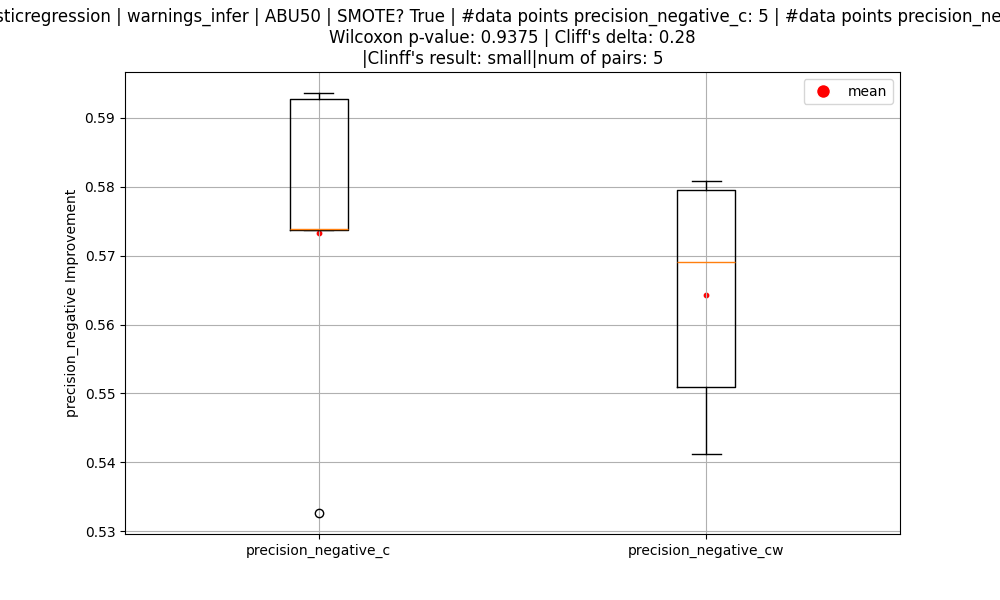 | warnings_infer | ABU50 | SMOTE? True | #data points precision_negative_c: 5 | #data points
Wilcoxon p-value: 0.9375 | Cliff's delta: 0.28
|Clinff's result: small|num of pairs: 5
mean
precision_negative Improvement
0.59
0.58
0.57
0.56
0.55
0.54
0.53
precision_negative_c
precision_negative_cw